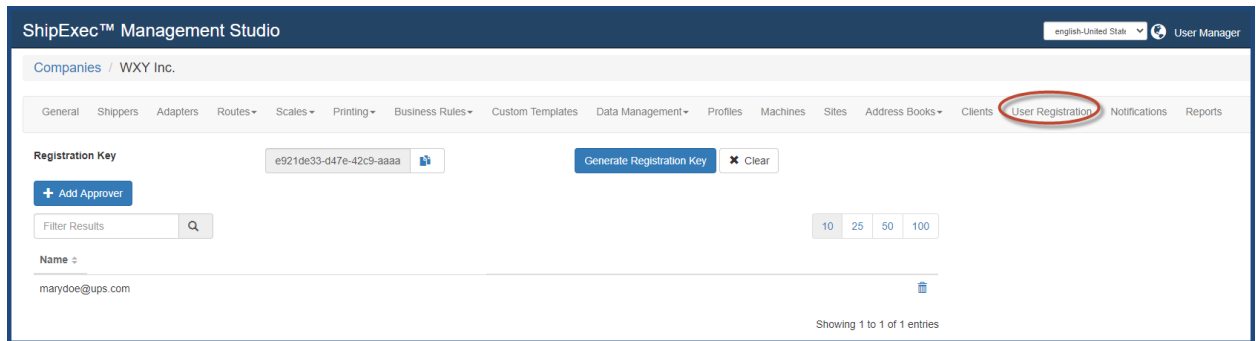 ShipExec™ Management Studio
english-United State User Manager
Companies / WXY Inc.
General Shippers Adapters Routes Scales Printing Business Rules Custom Templates Data Management Profiles Machines Sites Address Books Clients User Registration Notifications Reports
Registration Key e921de33-d47e-42c9-aaaa Generate Registration Key Clear
Add Approver
Filter Results 10 25 50 100
Name
marydoe@ups.com
Showing 1 to 1 of 1 entries